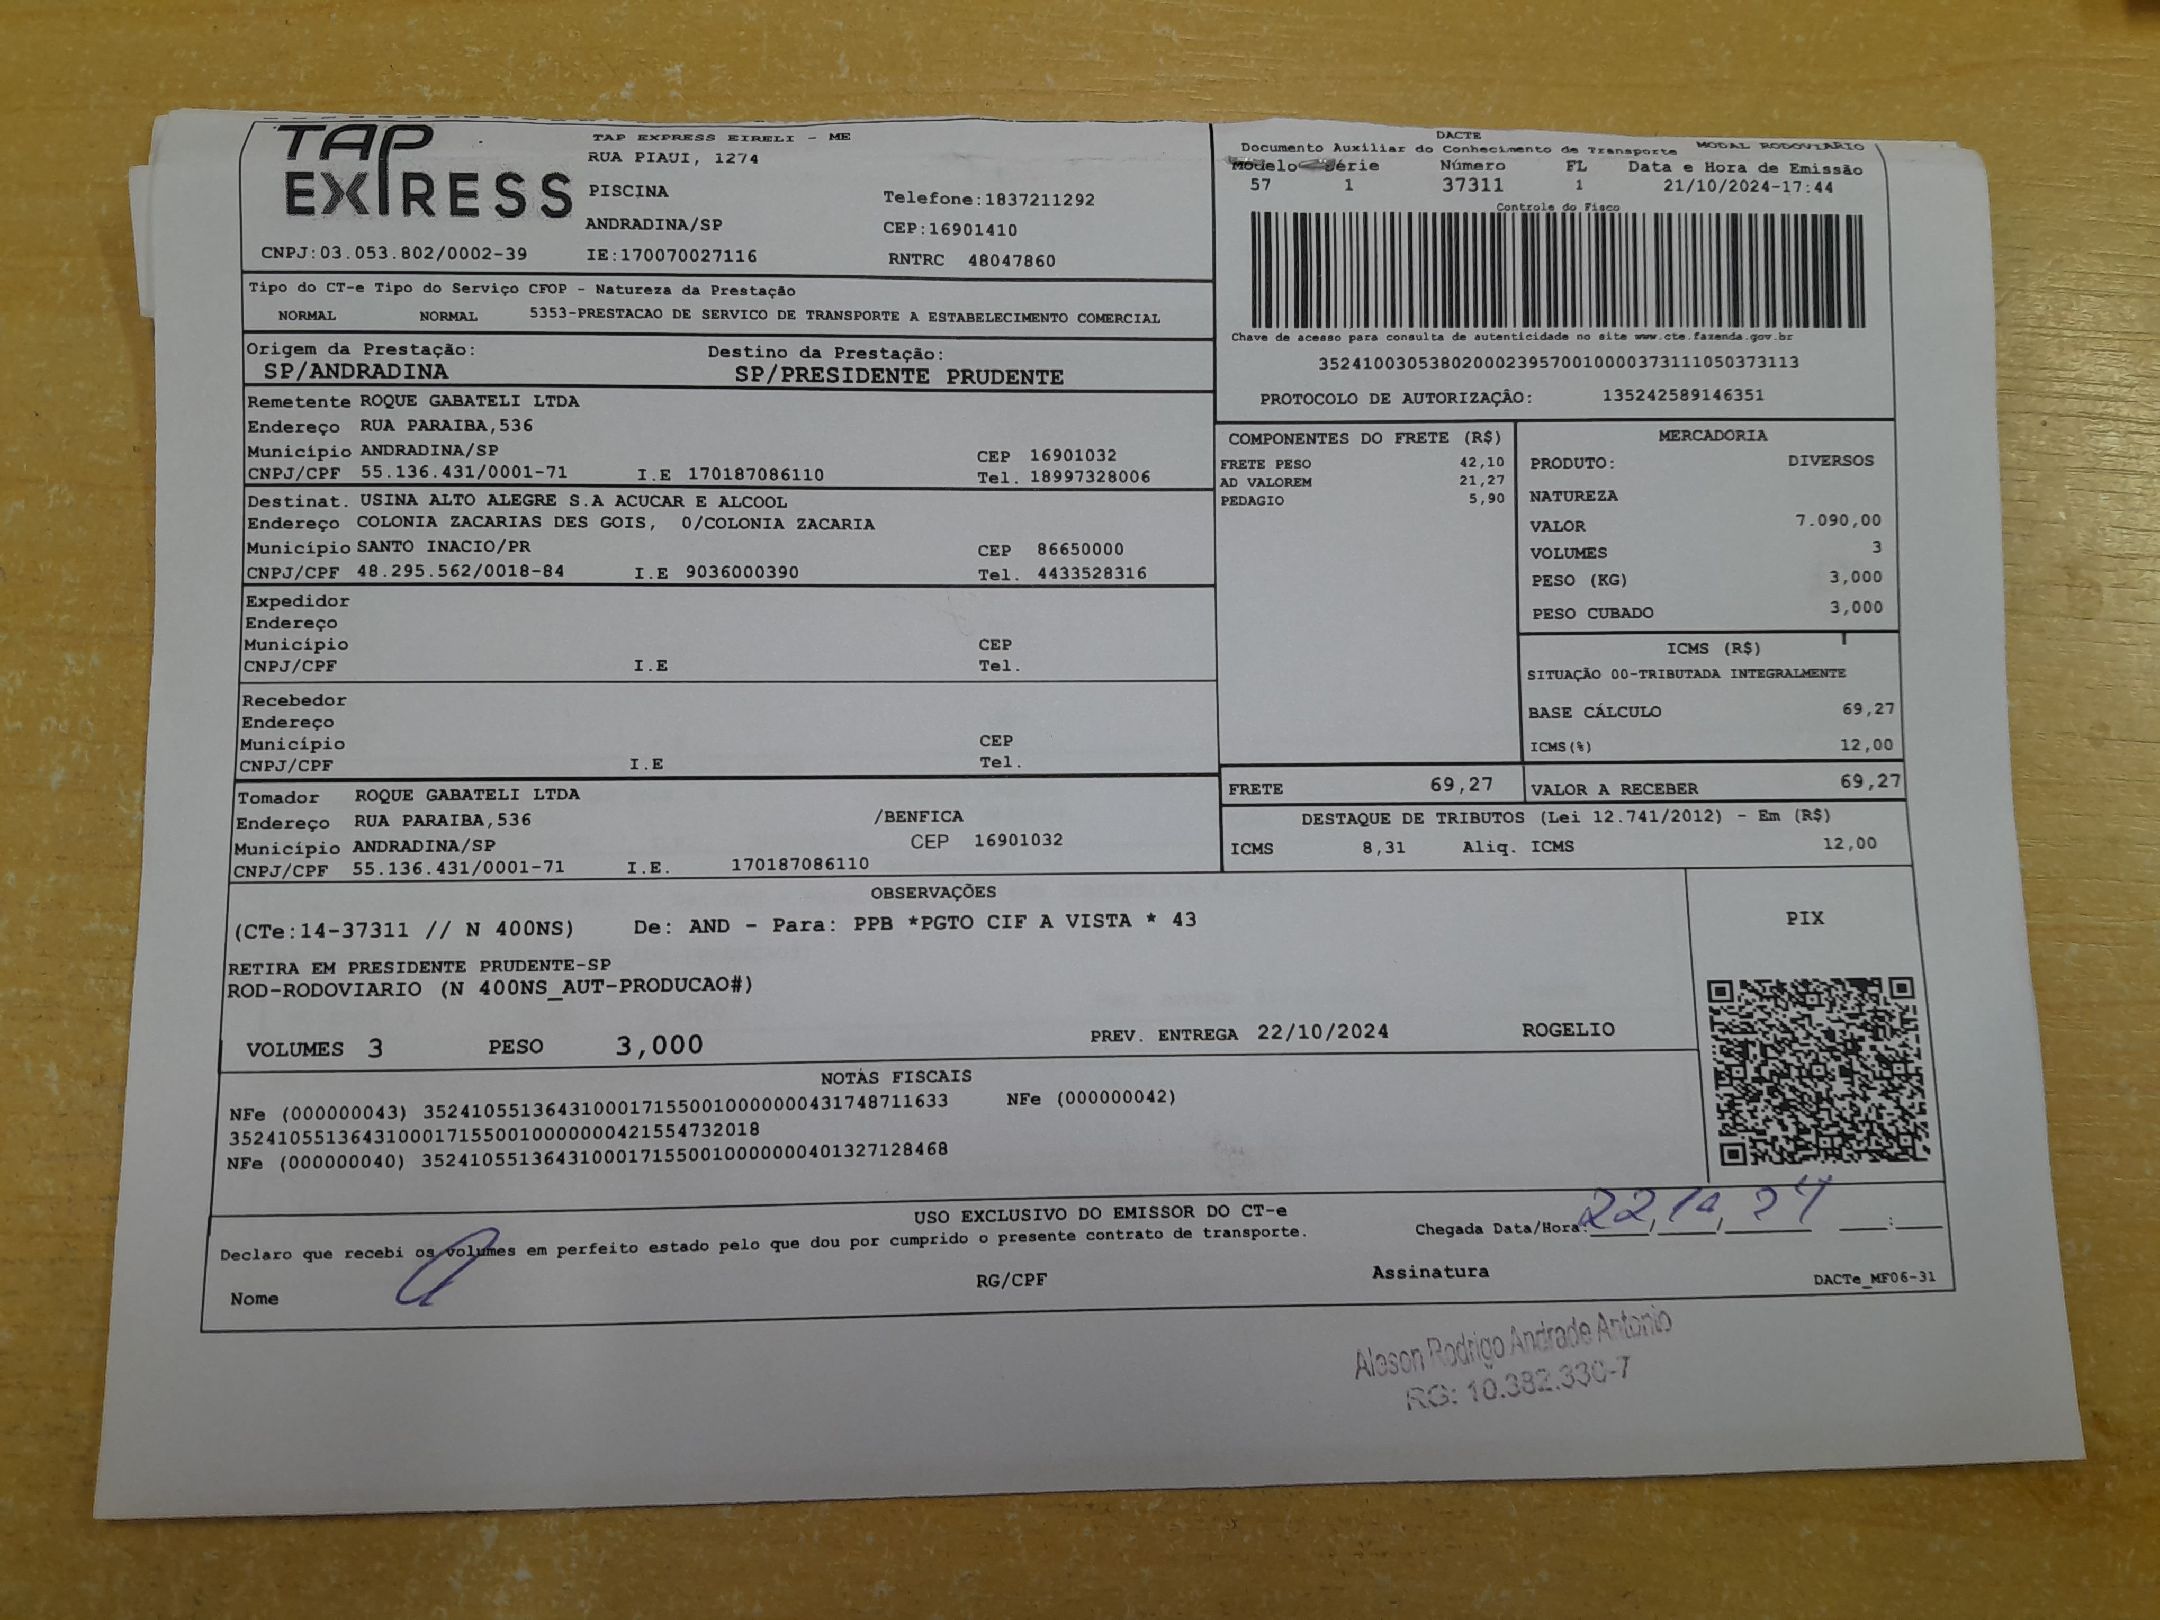 TAP EXPRESS
TAP EXPRESS EIRELI - ME
RUA PIAUI, 1274
PISCINA Telefone:1837211292
ANDRADINA/SP CEP:16901410
CNPJ:03.053.802/0002-39 IE:170070027116 RNTRC 48047860
DACTE
Documento Auxiliar do Conhecimento de Transporte MODAL RODOVIARIO
Modelo Série Número FL Data e Hora de Emissão
57 1 37311 1 21/10/2024-17:44
Controle do Fisco
Chave de acesso para consulta de autenticidade no site www.cte.fazenda.gov.br
35241003053802000239570010000373111050373113
PROTOCOLO DE AUTORIZAÇÂO: 135242589146351
Tipo do CT-e Tipo do Serviço CFOP - Natureza da Prestação
NORMAL NORMAL 5353-PRESTACAO DE SERVICO DE TRANSPORTE A ESTABELECIMENTO COMERCIAL
Origem da Prestação: Destino da Prestação:
SP/ANDRADINA SP/PRESIDENTE PRUDENTE
Remetente ROQUE GABATELI LTDA
Endereço RUA PARAIBA,536
Município ANDRADINA/SP CEP 16901032
CNPJ/CPF 55.136.431/0001-71 I.E 170187086110 Tel. 18997328006
Destinat. USINA ALTO ALEGRE S.A ACUCAR E ALCOOL
Endereço COLONIA ZACARIAS DES GOIS, 0/COLONIA ZACARIA
Município SANTO INACIO/PR CEP 86650000
CNPJ/CPF 48.295.562/0018-84 I.E 9036000390 Tel. 4433528316
Expedidor
Endereço
Município CEP
CNPJ/CPF I.E Tel.
Recebedor
Endereço
Município CEP
CNPJ/CPF I.E Tel.
Tomador ROQUE GABATELI LTDA
Endereço RUA PARAIBA,536 /BENFICA
Município ANDRADINA/SP CEP 16901032
CNPJ/CPF 55.136.431/0001-71 I.E. 170187086110
COMPONENTES DO FRETE (R$)
FRETE PESO 42,10
AD VALOREM 21,27
PEDAGIO 5,90
MERCADORIA
PRODUTO: DIVERSOS
NATUREZA
VALOR 7.090,00
VOLUMES 3
PESO (KG) 3,000
PESO CUBADO 3,000
ICMS (R$)
SITUAÇÃO 00-TRIBUTADA INTEGRALMENTE
BASE CÁLCULO 69,27
ICMS(%) 12,00
FRETE 69,27 VALOR A RECEBER 69,27
DESTAQUE DE TRIBUTOS (Lei 12.741/2012) - Em (R$)
ICMS 8,31 Aliq. ICMS 12,00
OBSERVAÇÕES
(CTe:14-37311 // N 400NS) De: AND - Para: PPB *PGTO CIF A VISTA * 43
RETIRA EM PRESIDENTE PRUDENTE-SP
ROD-RODOVIARIO (N 400NS_AUT-PRODUCAO#)
VOLUMES 3 PESO 3,000 PREV. ENTREGA 22/10/2024 ROGELIO
PIX
NOTAS FISCAIS
NFe (000000043) 35241055136431000171550010000000431748711633 NFe (000000042)
35241055136431000171550010000000421554732018
NFe (000000040) 35241055136431000171550010000000401327128468
USO EXCLUSIVO DO EMISSOR DO CT-e
Declaro que recebi os volumes em perfeito estado pelo que dou por cumprido o presente contrato de transporte.
Chegada Data/Hora: 22/10/24 __:__
Nome RG/CPF Assinatura DACTe_MF06-31
Aleson Rodrigo Andrade Antonio
RG: 10.382.330-7